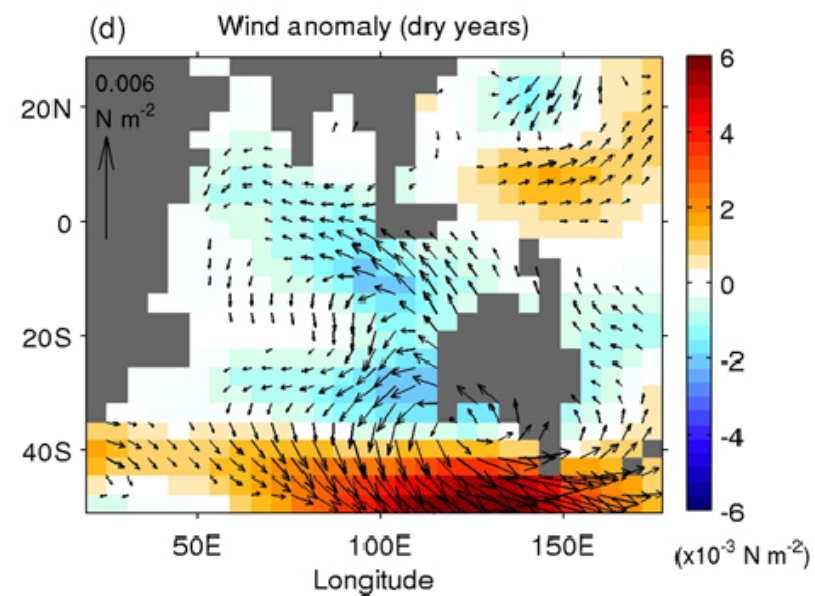 (d) Wind anomaly (dry years)
0.006
N m-2
20N
0
20S
40S
50E 100E 150E
Longitude
6
4
2
0
-2
-4
-6
(x10-3 N m-2)